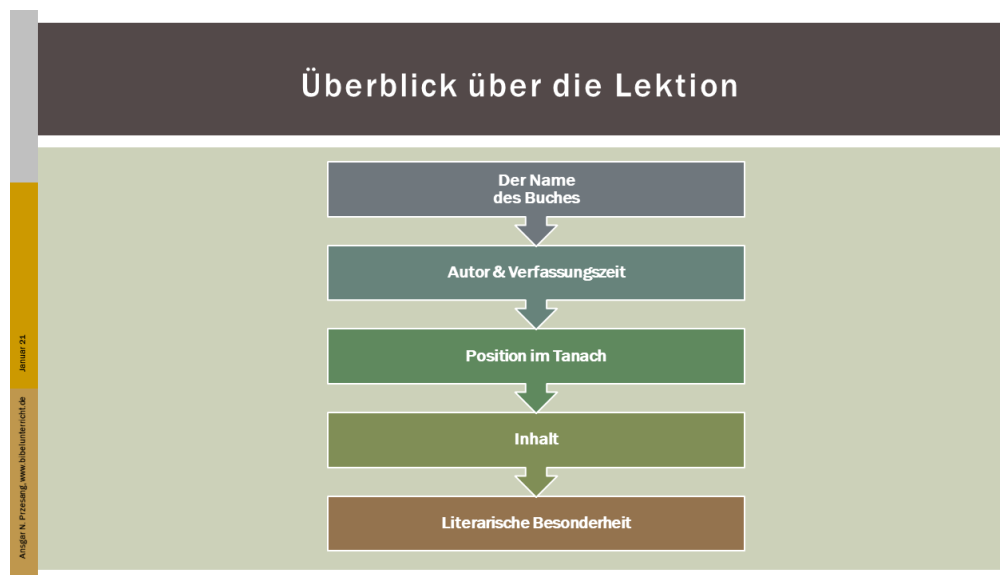 Überblick über die Lektion
Der Name
des Buches
Autor & Verfassungszeit
Position im Tanach
Inhalt
Literarische Besonderheit
Januar 21
Ansgar N. Przesang, www.bibelunterricht.de